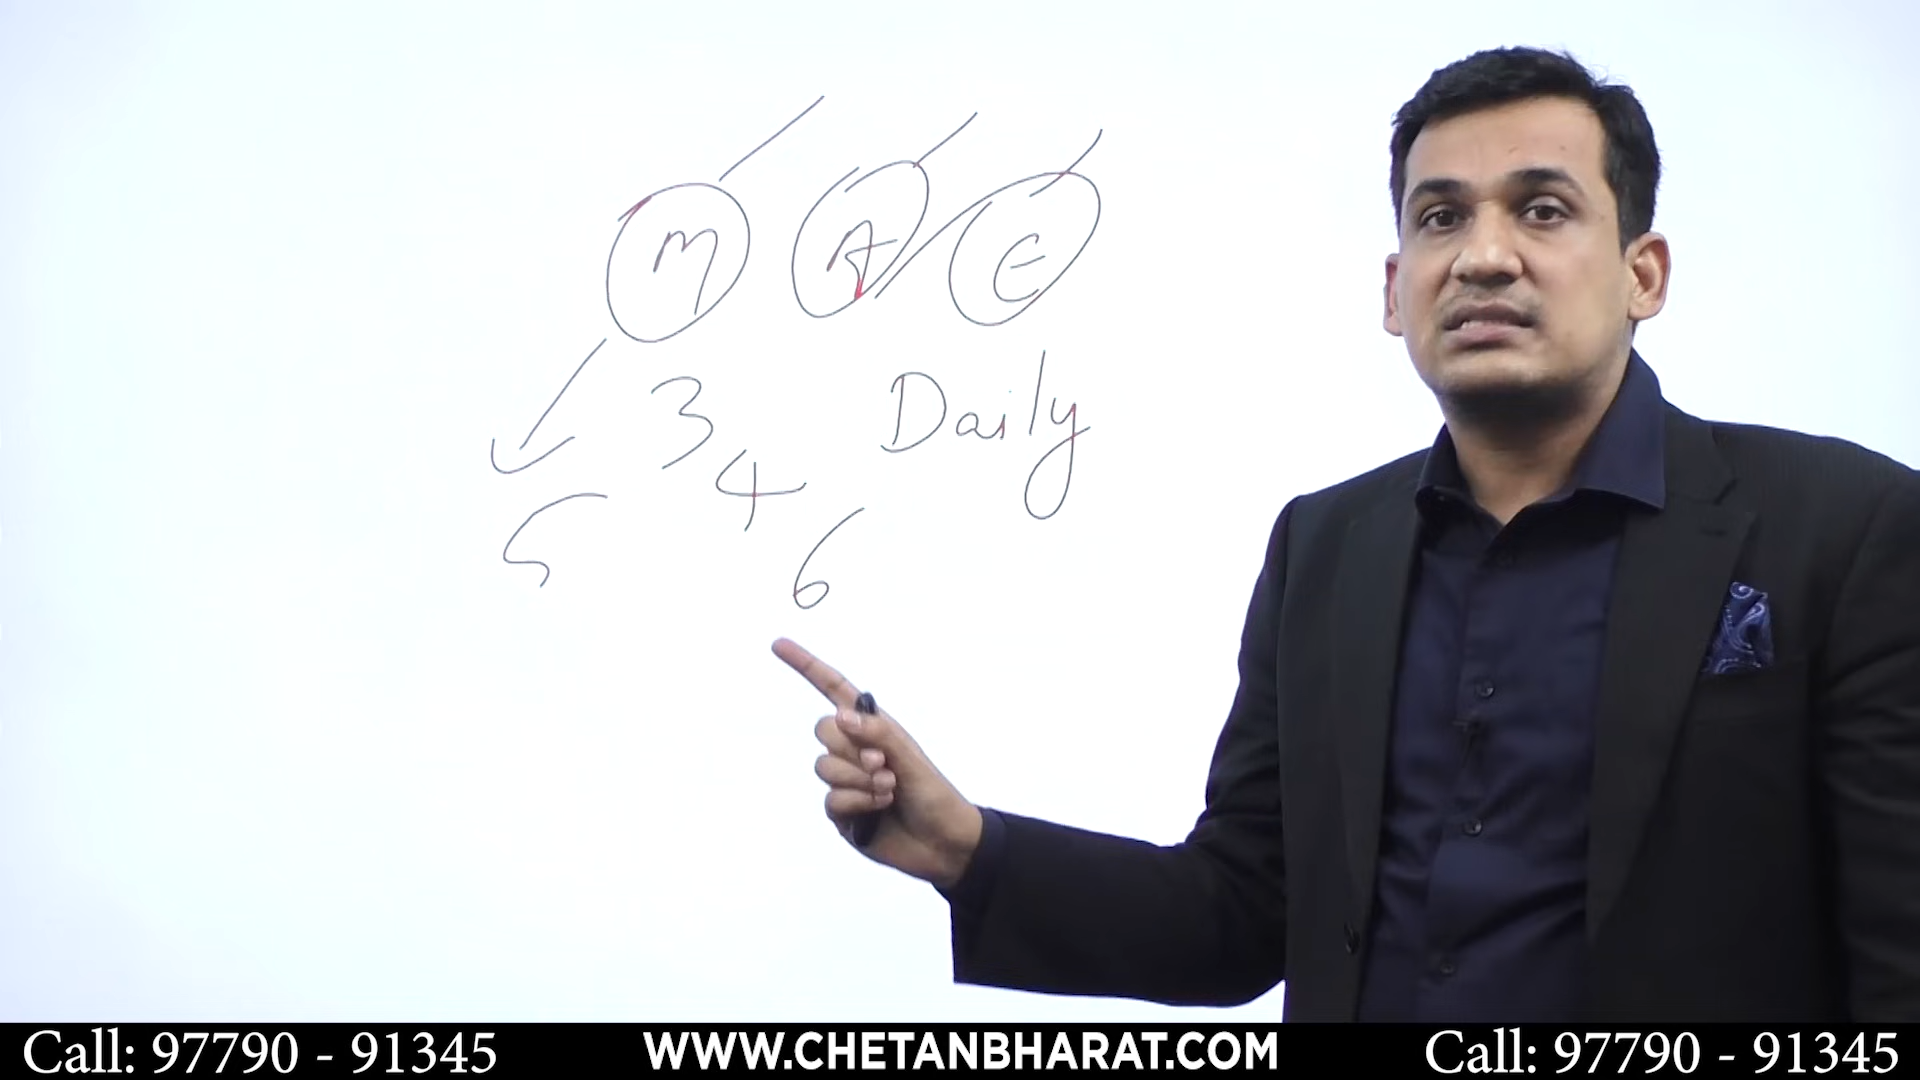 M A E
3 Daily
4
5 6
Call: 97790 - 91345 WWW.CHETANBHARAT.COM Call: 97790 - 91345